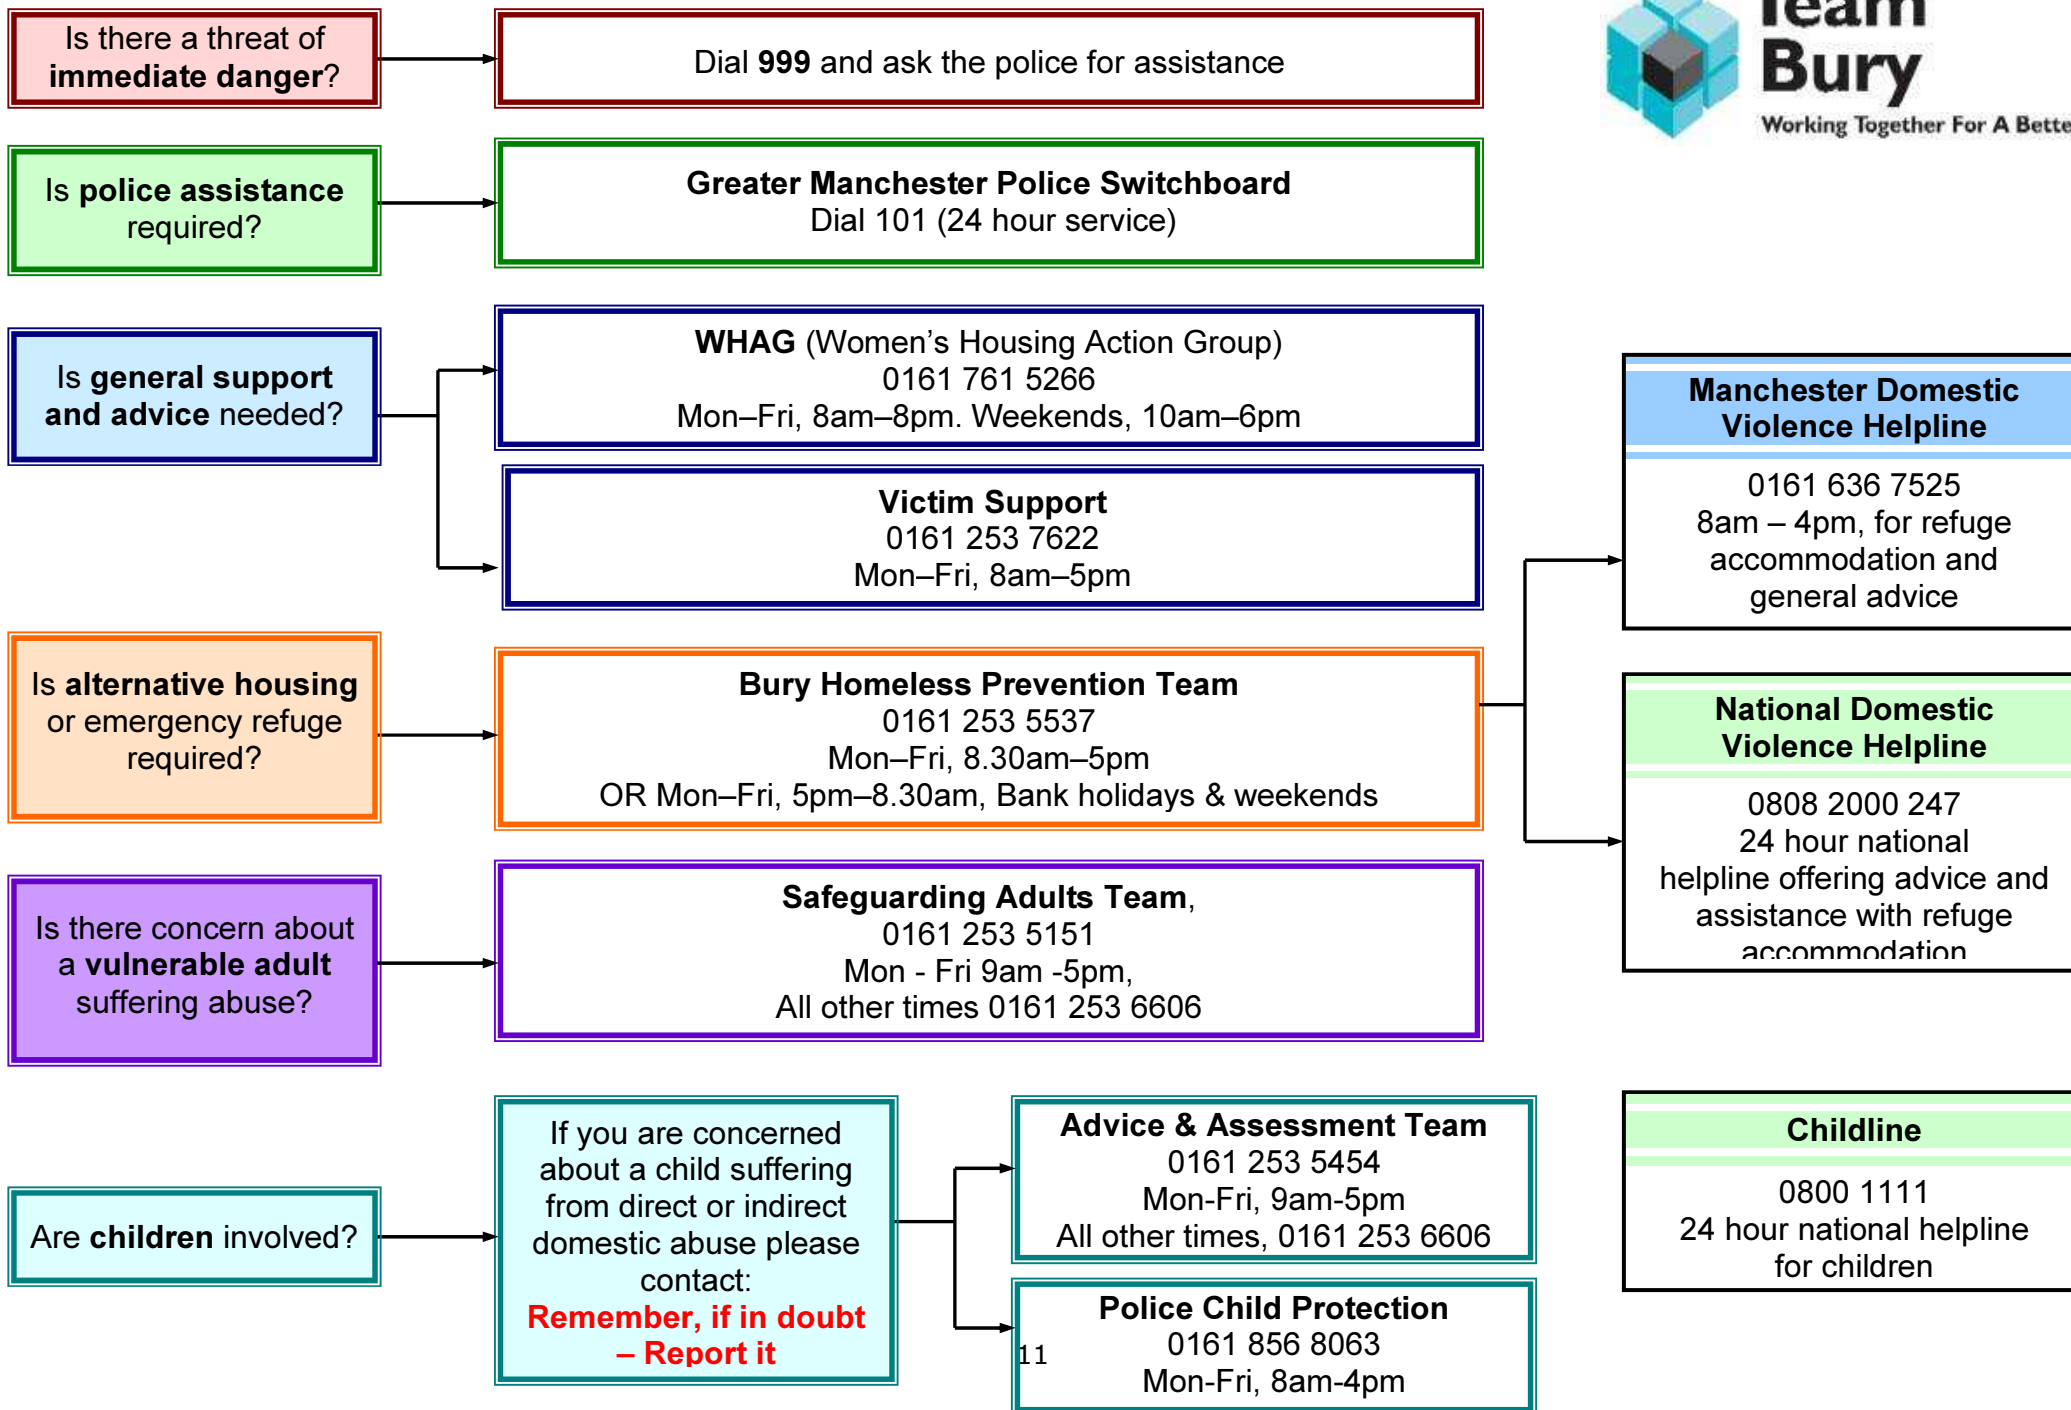 Team
Bury
Working Together For A Bette
Is there a threat of
immediate danger?
Dial 999 and ask the police for assistance
Is police assistance
required?
Greater Manchester Police Switchboard
Dial 101 (24 hour service)
Is general support
and advice needed?
WHAG (Women’s Housing Action Group)
0161 761 5266
Mon–Fri, 8am–8pm. Weekends, 10am–6pm
Victim Support
0161 253 7622
Mon–Fri, 8am–5pm
Is alternative housing
or emergency refuge
required?
Bury Homeless Prevention Team
0161 253 5537
Mon–Fri, 8.30am–5pm
OR Mon–Fri, 5pm–8.30am, Bank holidays & weekends
Manchester Domestic
Violence Helpline
0161 636 7525
8am – 4pm, for refuge
accommodation and
general advice
National Domestic
Violence Helpline
0808 2000 247
24 hour national
helpline offering advice and
assistance with refuge
accommodation
Is there concern about
a vulnerable adult
suffering abuse?
Safeguarding Adults Team,
0161 253 5151
Mon - Fri 9am -5pm,
All other times 0161 253 6606
Are children involved?
If you are concerned
about a child suffering
from direct or indirect
domestic abuse please
contact:
Remember, if in doubt
– Report it
Advice & Assessment Team
0161 253 5454
Mon-Fri, 9am-5pm
All other times, 0161 253 6606
Police Child Protection
0161 856 8063
Mon-Fri, 8am-4pm
Childline
0800 1111
24 hour national helpline
for children
11